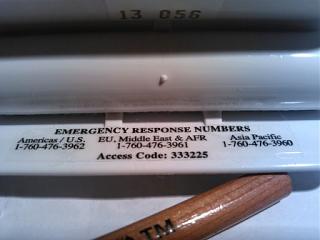 13 056
EMERGENCY RESPONSE NUMBERS
Americas / U.S. EU, Middle East & AFR Asia Pacific
1-760-476-3962 1-760-476-3961 1-760-476-3960
Access Code: 333225
TM